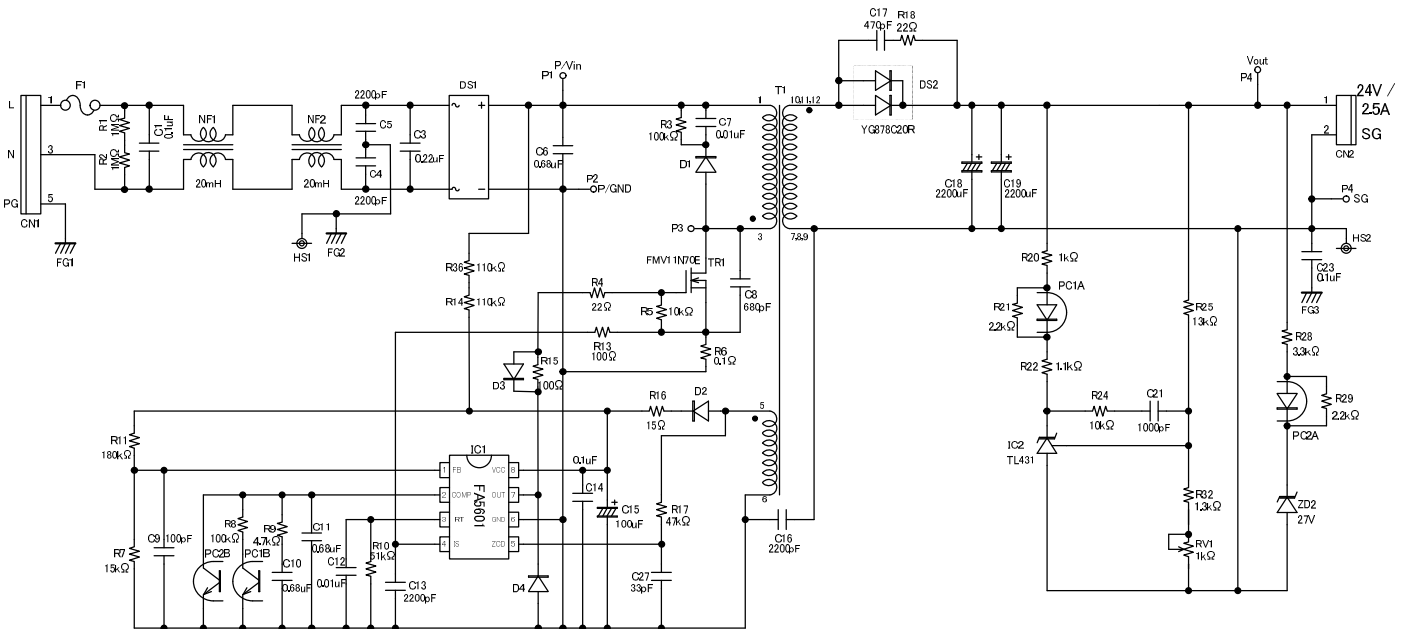 C17
470pF
R18
22Ω
DS2
YG878C20R
P/Vin
P1
Vout
P4
DS1
T1
L
N
PG
1
3
5
CN1
F1
FG1
R1
1MΩ
R2
1MΩ
C1
0.1uF
NF1
20mH
NF2
20mH
2200pF
C5
C4
2200pF
C3
0.22uF
HS1
FG2
~
~
+
−
C6
0.68uF
P2
P/GND
R3
100kΩ
C7
0.01uF
D1
P3
1
3
10,11,12
7,8,9
C18
2200uF
C19
2200uF
24V /
2.5A
1
2
SG
CN2
P4
SG
HS2
C23
0.1uF
FG3
R36
110kΩ
R14
110kΩ
FMV11N70E
TR1
R4
22Ω
R5
10kΩ
C8
680pF
R13
100Ω
R6
0.1Ω
D3
R15
100Ω
R16
15Ω
D2
5
6
R20
1kΩ
PC1A
R21
2.2kΩ
R22
1.1kΩ
R24
10kΩ
C21
1000pF
R25
13kΩ
IC2
TL431
R32
1.3kΩ
RV1
1kΩ
R28
3.3kΩ
R29
2.2kΩ
PC2A
ZD2
27V
R11
180kΩ
R7
15kΩ
C9
100pF
PC2B
R8
100kΩ
PC1B
R9
4.7kΩ
C10
0.68uF
C11
0.68uF
C12
0.01uF
R10
51kΩ
C13
2200pF
IC1
FA5601
1
FB
2
COMP
3
RT
4
IS
VCC
8
OUT
7
GND
6
ZCD
5
D4
0.1uF
C14
C15
100uF
R17
47kΩ
C27
33pF
C16
2200pF